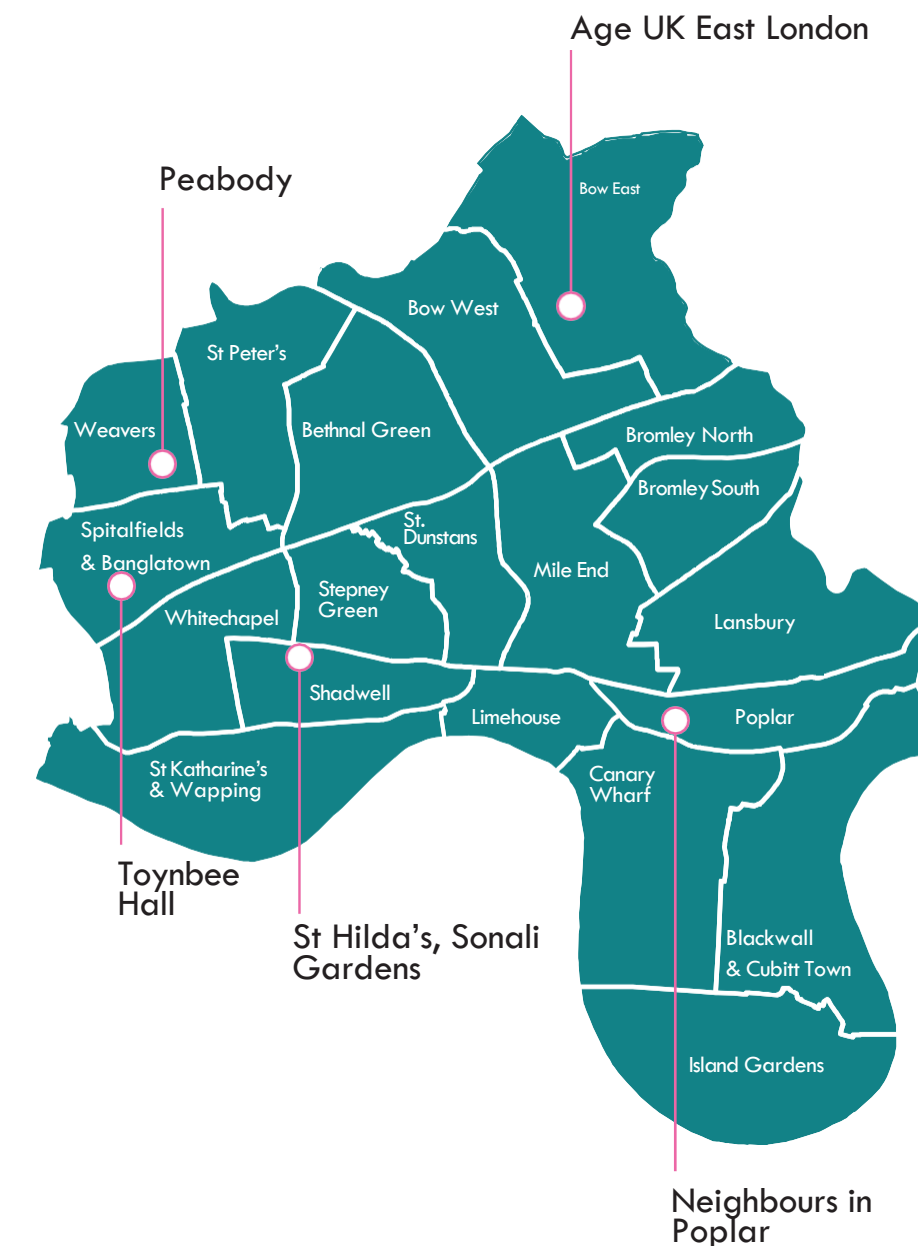 Age UK East London
Peabody
Bow East
Bow West
St Peter’s
Weavers
Bethnal Green
Bromley North
Bromley South
Spitalfields
& Banglatown
St.
Dunstans
Mile End
Stepney
Green
Whitechapel
Lansbury
Shadwell
Limehouse
Poplar
St Katharine’s
& Wapping
Canary
Wharf
Toynbee
Hall
St Hilda’s, Sonali
Gardens
Blackwall
& Cubitt Town
Island Gardens
Neighbours in
Poplar